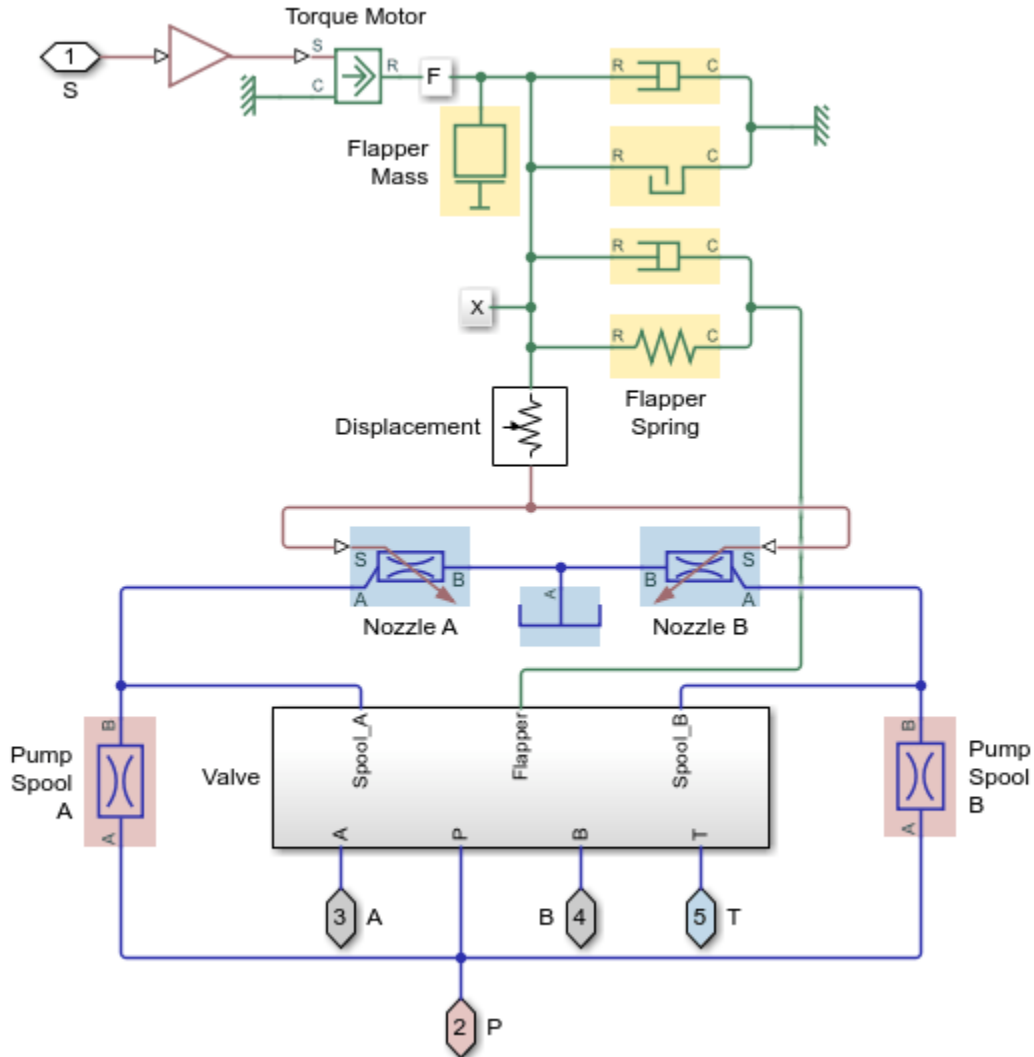 Torque Motor
1
S
S
C
R
F
R
C
Flapper
Mass
R
C
R
C
X
R
C
Flapper
Spring
Displacement
S
A
B
Nozzle A
A
B
S
A
Nozzle B
Pump
Spool
A
B
A
Valve
Spool_A
Flapper
Spool_B
A
P
B
T
B
A
Pump
Spool
B
3
A
B
4
5
T
2
P